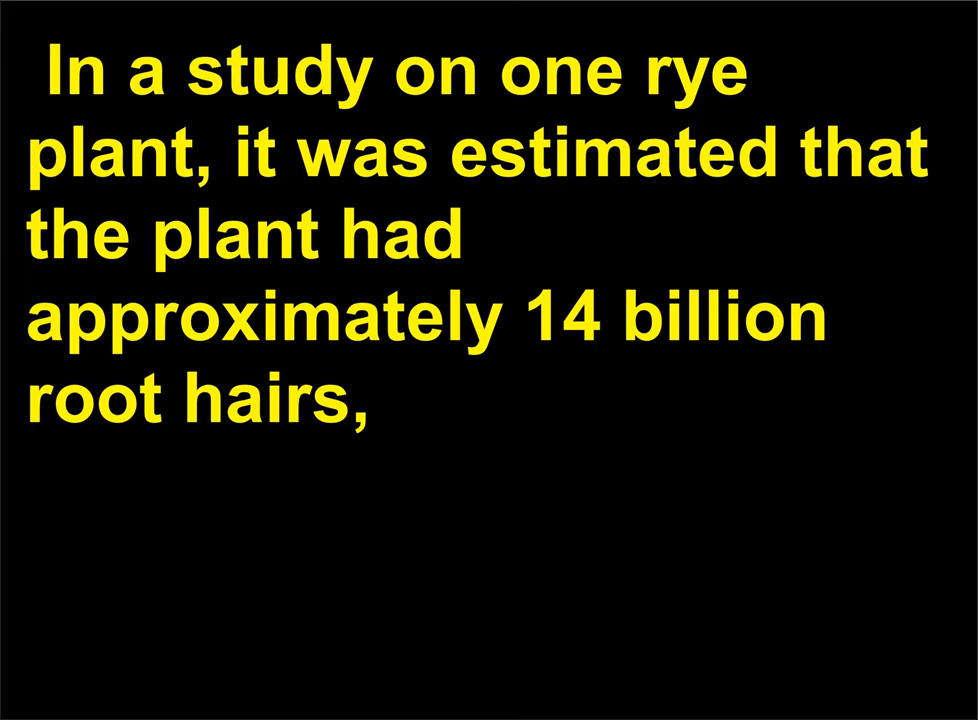 In a study on one rye
plant, it was estimated that
the plant had
approximately 14 billion
root hairs,